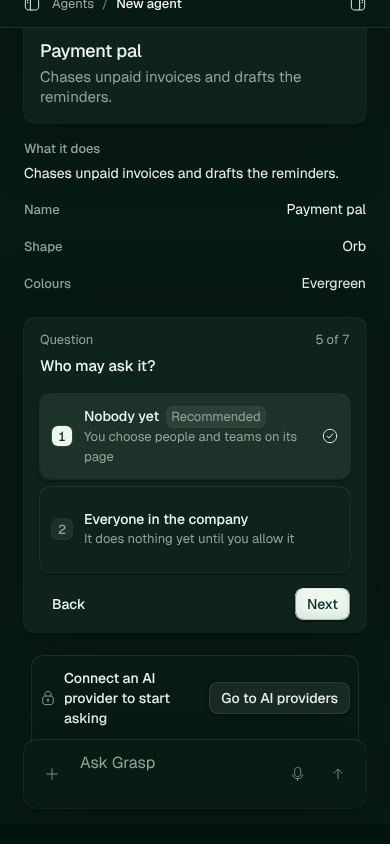 Agents / New agent
Payment pal
Chases unpaid invoices and drafts the
reminders.
What it does
Chases unpaid invoices and drafts the reminders.
Name Payment pal
Shape Orb
Colours Evergreen
Question 5 of 7
Who may ask it?
1 Nobody yet Recommended
You choose people and teams on its
page
2 Everyone in the company
It does nothing yet until you allow it
Back Next
Connect an AI
provider to start
asking
Go to AI providers
Ask Grasp